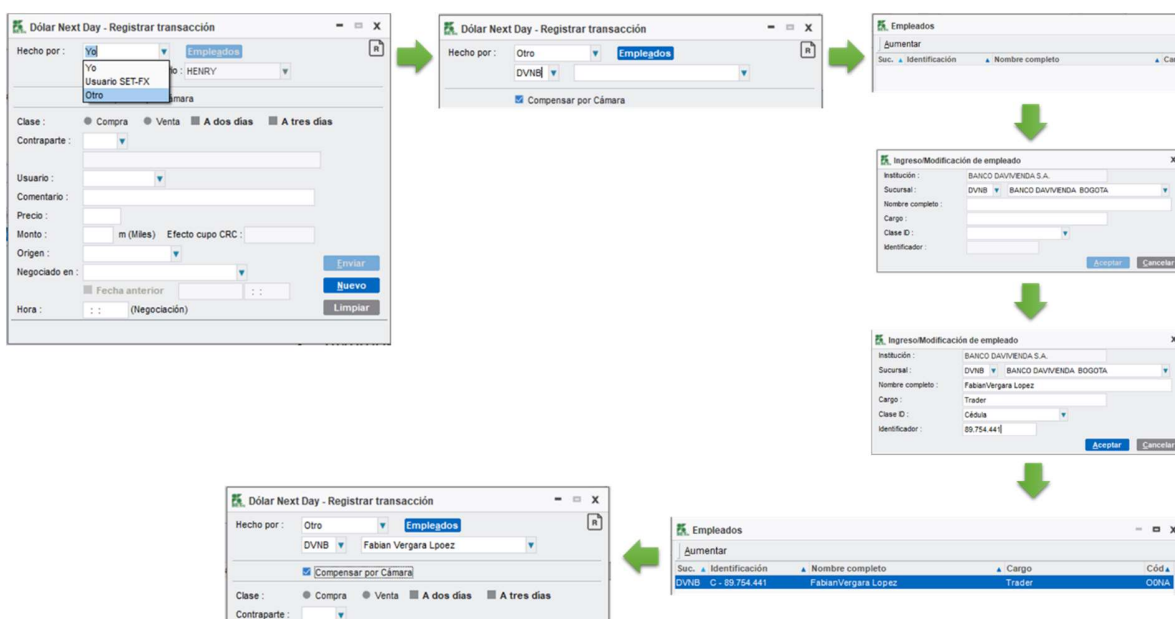 Dólar Next Day - Registrar transacción
Hecho por : Yo Empleados
Yo
Usuario SET-FX
Otro
io : HENRY
ámara
Clase : Compra Venta A dos días A tres días
Contraparte :
Usuario :
Comentario :
Precio :
Monto : m (Miles) Efecto cupo CRC :
Origen :
Negociado en :
Fecha anterior : :
Hora : : : (Negociación)
Enviar
Nuevo
Limpiar
Dólar Next Day - Registrar transacción
Hecho por : Otro Empleados
DVNB
Compensar por Cámara
Empleados
Aumentar
Suc. Identificación Nombre completo Car
Ingreso/Modificación de empleado
Institución : BANCO DAVIVIENDA S.A.
Sucursal : DVNB BANCO DAVIVIENDA BOGOTA
Nombre completo :
Cargo :
Clase ID :
Identificador :
Aceptar Cancelar
Ingreso/Modificación de empleado
Institución : BANCO DAVIVIENDA S.A.
Sucursal : DVNB BANCO DAVIVIENDA BOGOTA
Nombre completo : FabianVergara Lopez
Cargo : Trader
Clase ID : Cédula
Identificador : 89.754.441
Aceptar Cancelar
Empleados
Aumentar
Suc. Identificación Nombre completo Cargo Cód
DVNB C - 89.754.441 FabianVergara Lopez Trader O0NA
Dólar Next Day - Registrar transacción
Hecho por : Otro Empleados
DVNB Fabian Vergara Lpoez
Compensar por Cámara
Clase : Compra Venta A dos días A tres días
Contraparte :